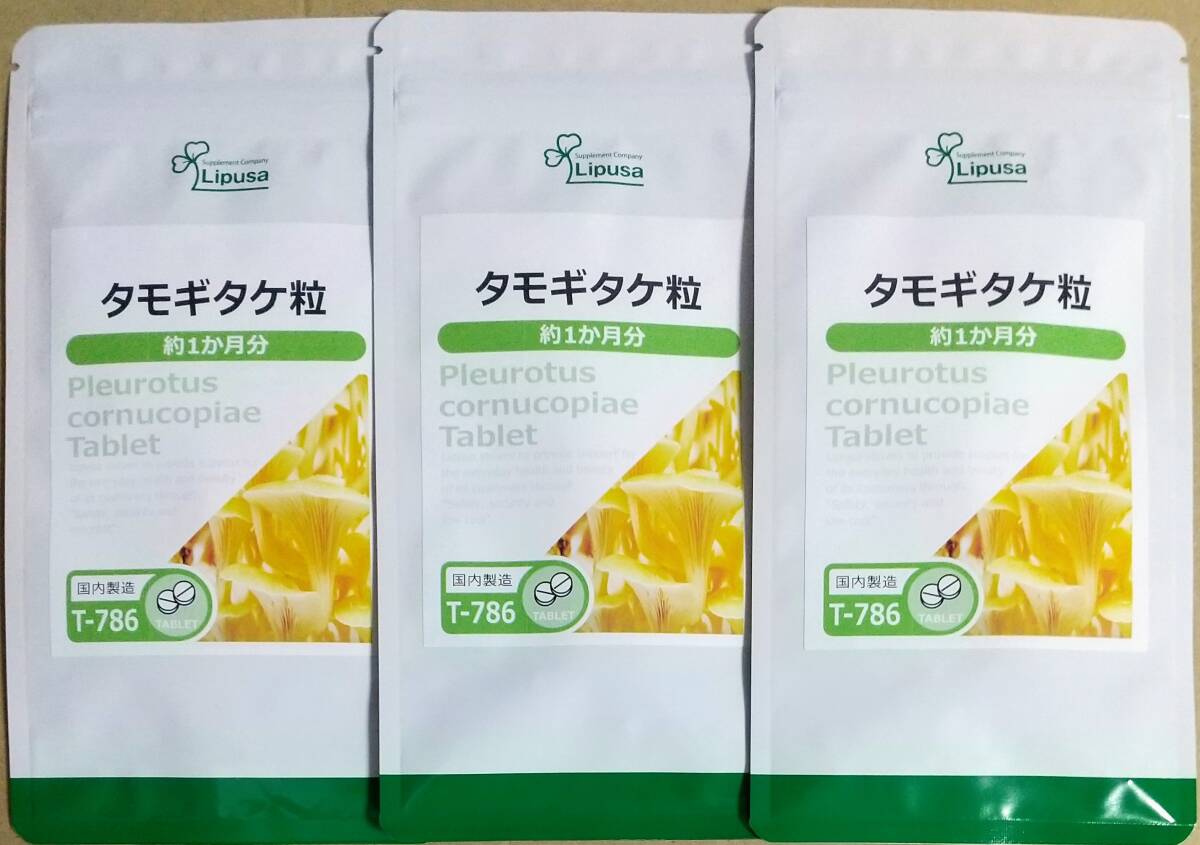 Supplement Company
Lipusa
タモギタケ粒
約1か月分
Pleurotus
cornucopiae
Tablet
国内製造
T-786
TABLET
Supplement Company
Lipusa
タモギタケ粒
約1か月分
Pleurotus
cornucopiae
Tablet
国内製造
T-786
TABLET
Supplement Company
Lipusa
タモギタケ粒
約1か月分
Pleurotus
cornucopiae
Tablet
国内製造
T-786
TABLET